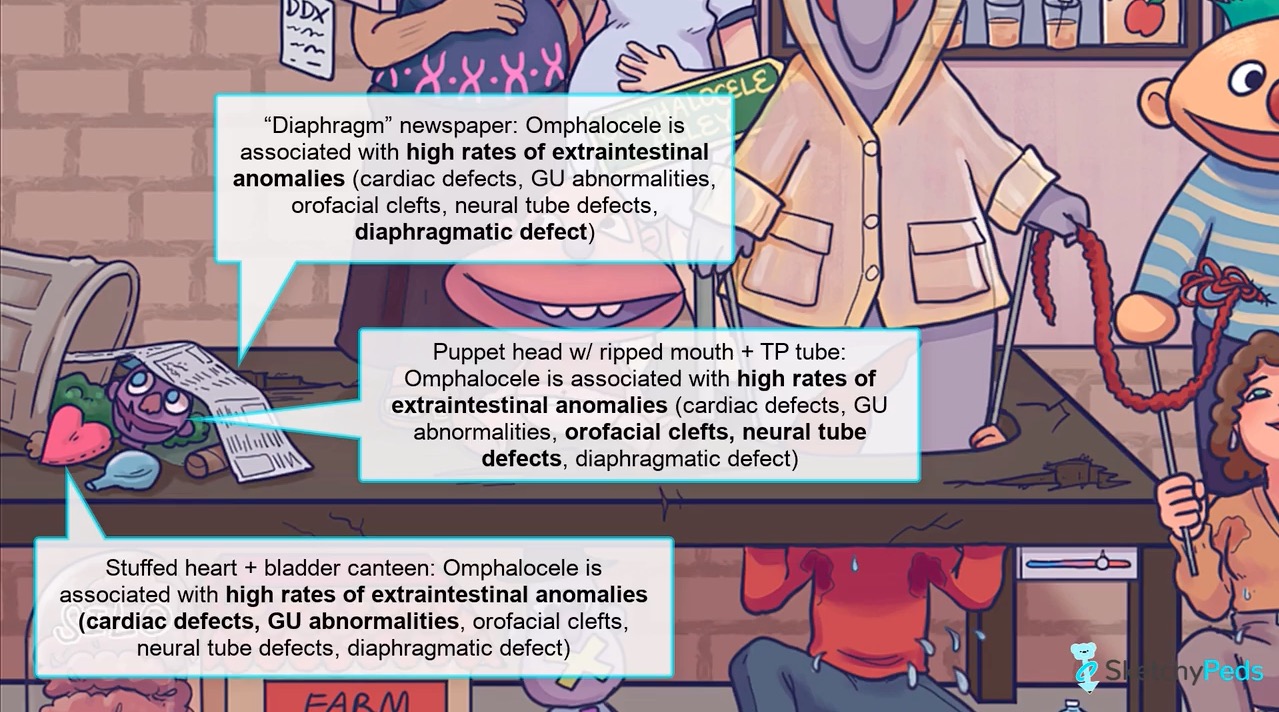 DDX
“Diaphragm” newspaper: Omphalocele is
associated with high rates of extraintestinal
anomalies (cardiac defects, GU abnormalities,
orofacial clefts, neural tube defects,
diaphragmatic defect)
Puppet head w/ ripped mouth + TP tube:
Omphalocele is associated with high rates of
extraintestinal anomalies (cardiac defects, GU
abnormalities, orofacial clefts, neural tube
defects, diaphragmatic defect)
Stuffed heart + bladder canteen: Omphalocele is
associated with high rates of extraintestinal anomalies
(cardiac defects, GU abnormalities, orofacial clefts,
neural tube defects, diaphragmatic defect)
FARM
SketchyPeds